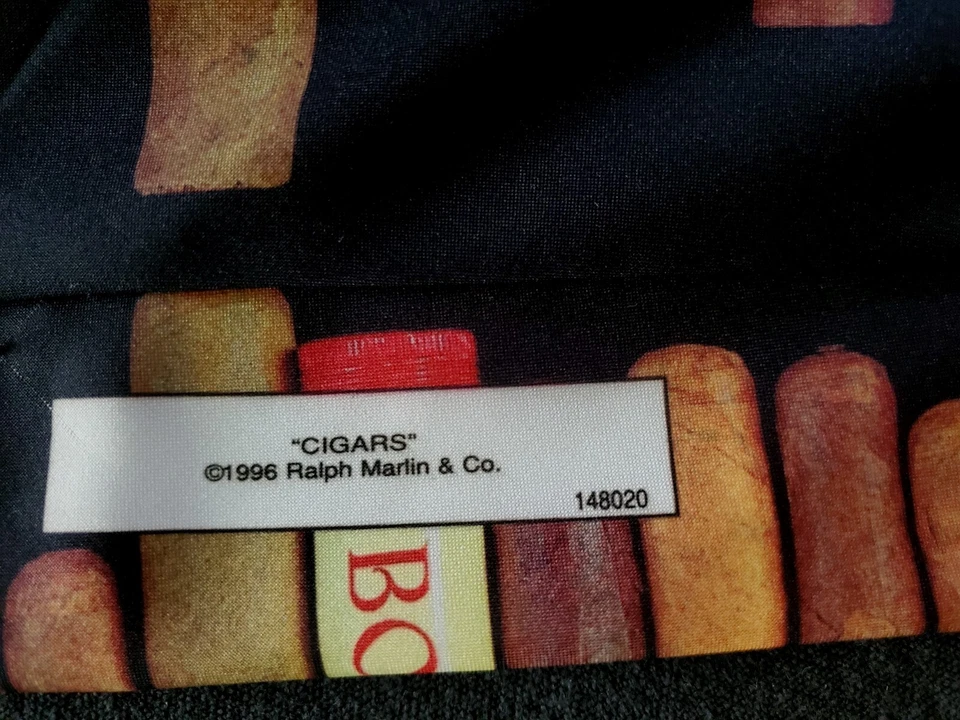 “CIGARS”
©1996 Ralph Marlin & Co.
148020
BO